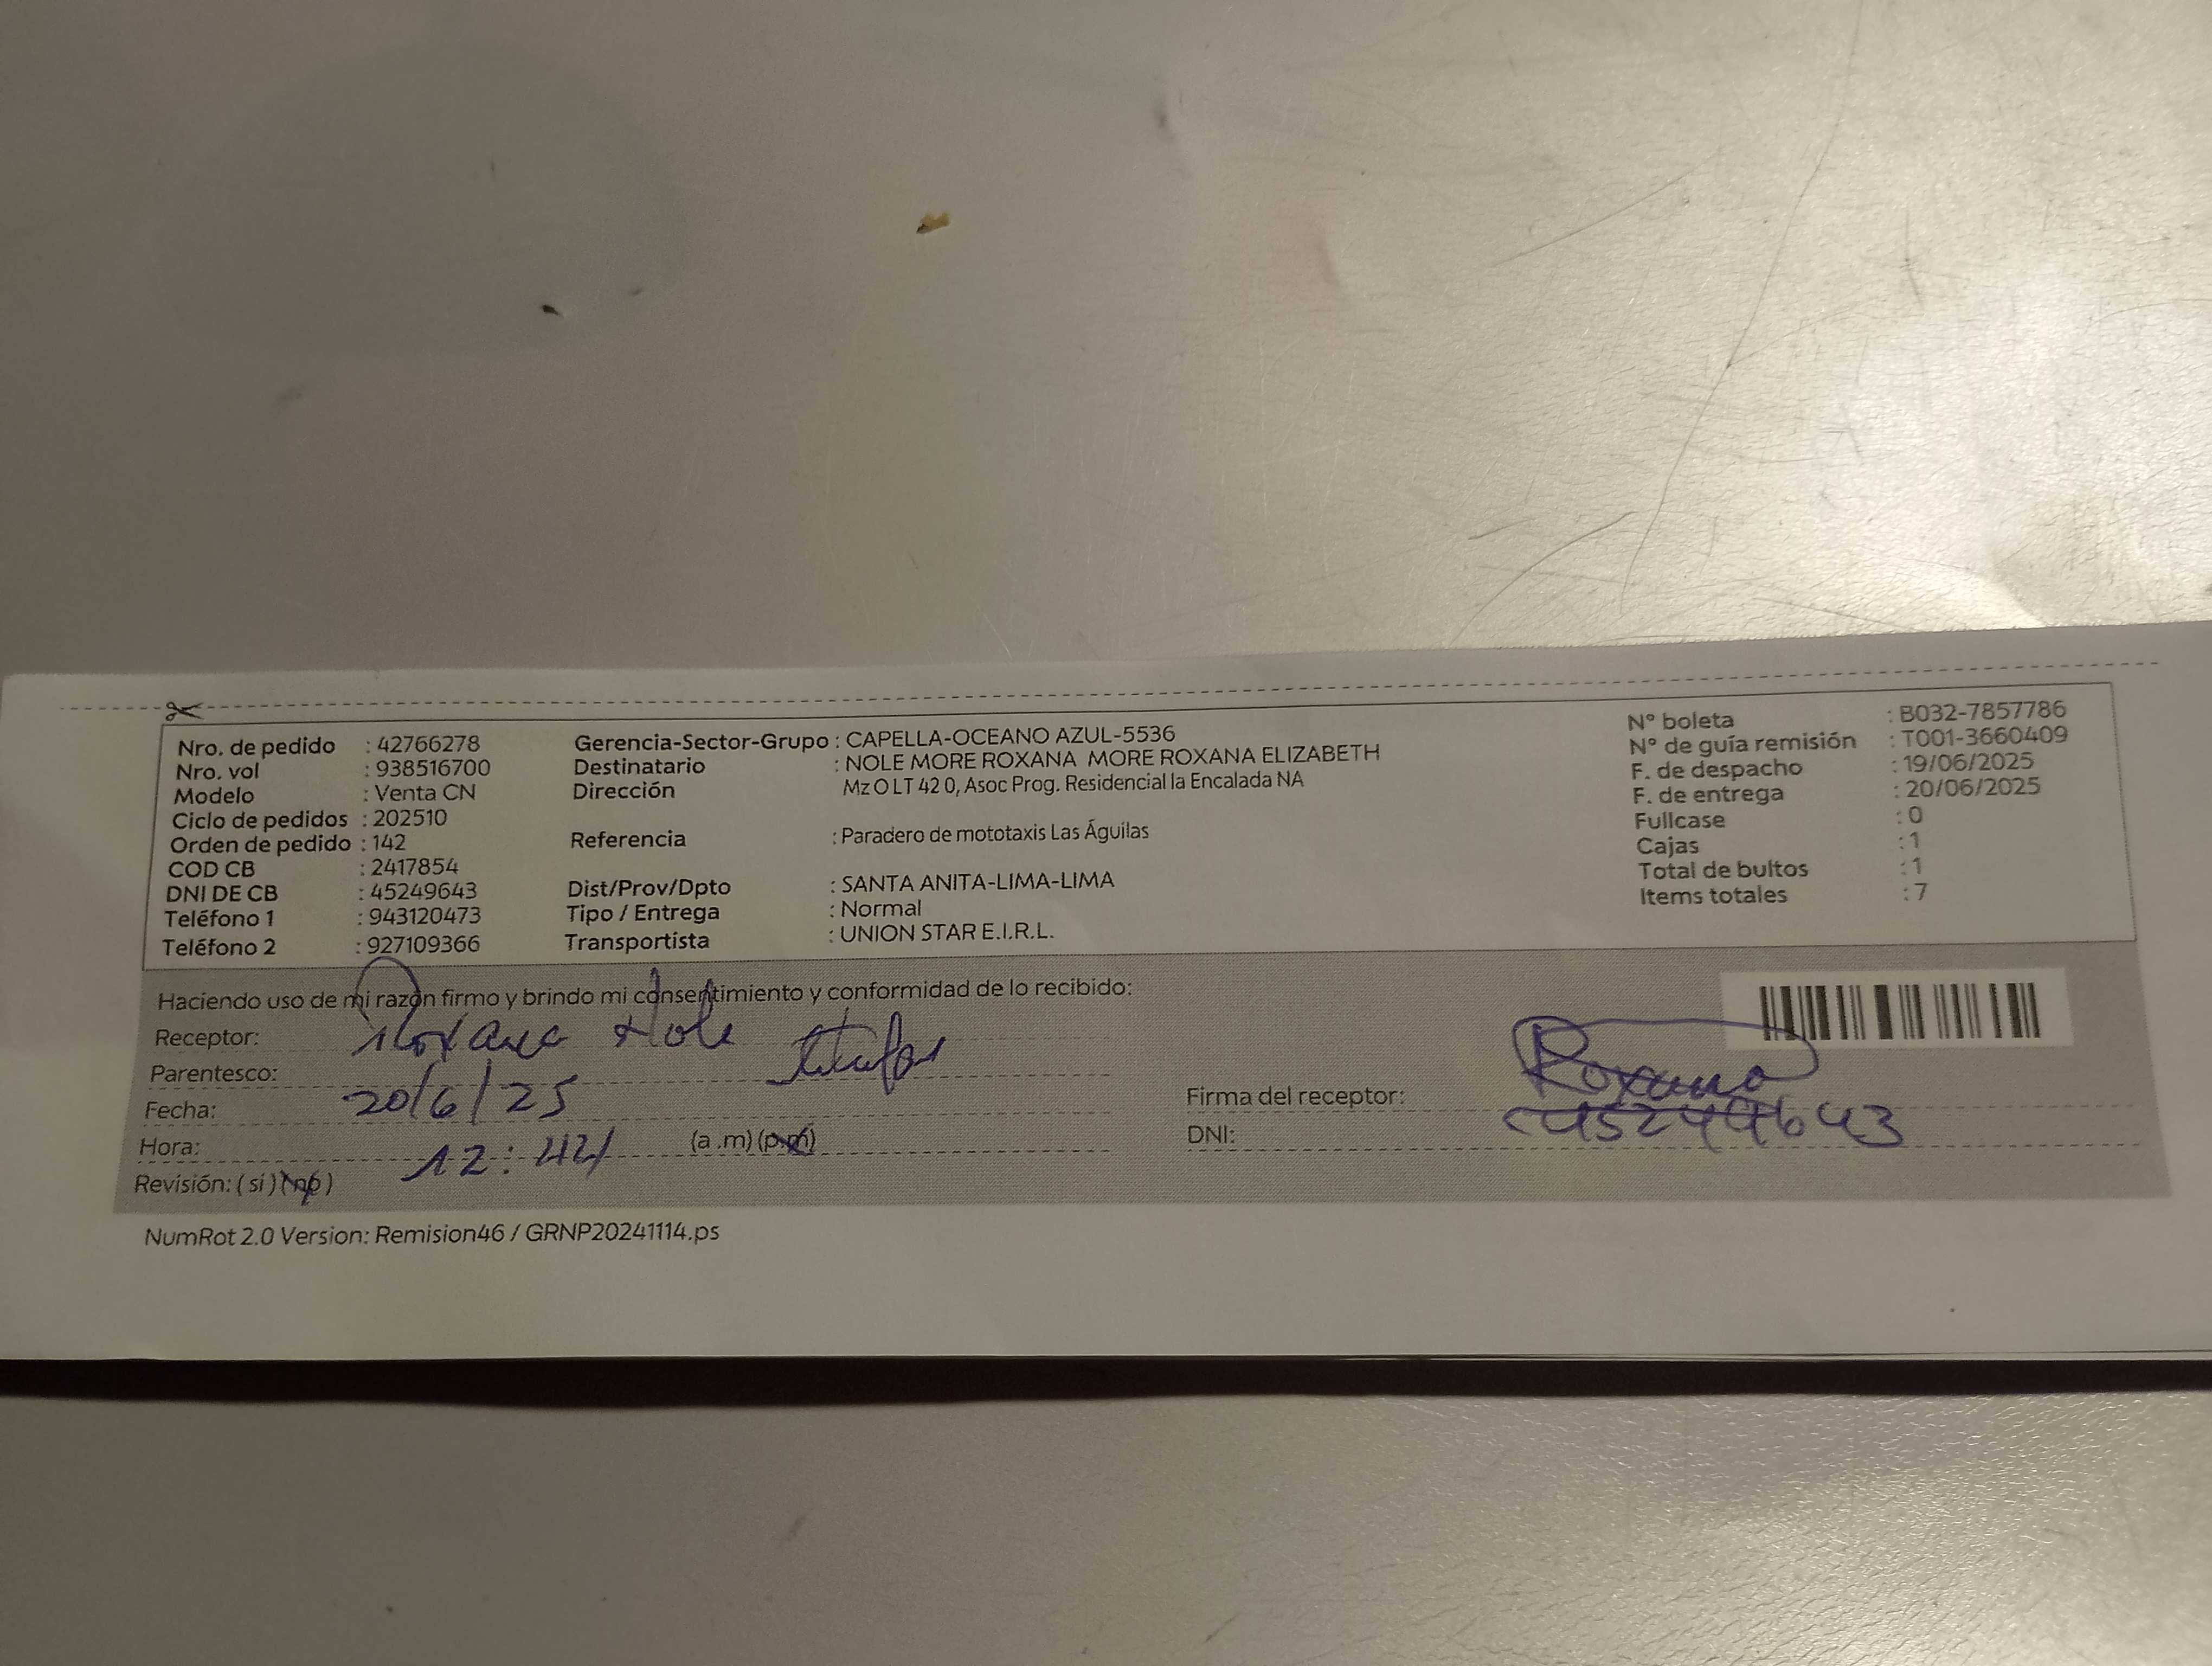 Nro. de pedido : 42766278
Nro. vol : 938516700
Modelo : Venta CN
Ciclo de pedidos : 202510
Orden de pedido : 142
COD CB : 2417854
DNI DE CB : 45249643
Teléfono 1 : 943120473
Teléfono 2 : 927109366
Gerencia-Sector-Grupo : CAPELLA-OCEANO AZUL-5536
Destinatario : NOLE MORE ROXANA MORE ROXANA ELIZABETH
Dirección Mz O LT 42 0, Asoc Prog. Residencial la Encalada NA
Referencia : Paradero de mototaxis Las Águilas
Dist/Prov/Dpto : SANTA ANITA-LIMA-LIMA
Tipo / Entrega : Normal
Transportista : UNION STAR E.I.R.L.
N° boleta : B032-7857786
N° de guía remisión : T001-3660409
F. de despacho : 19/06/2025
F. de entrega : 20/06/2025
Fullcase : 0
Cajas : 1
Total de bultos : 1
Items totales : 7
Haciendo uso de mi razón firmo y brindo mi consentimiento y conformidad de lo recibido:
Receptor: Roxana Nole
Parentesco: titular
Fecha: 20/6/25
Hora: 12:44 (a .m) (p.m)
Revisión: ( si ) ( no )
Firma del receptor: Roxana
DNI: 45249643
NumRot 2.0 Version: Remision46 / GRNP20241114.ps